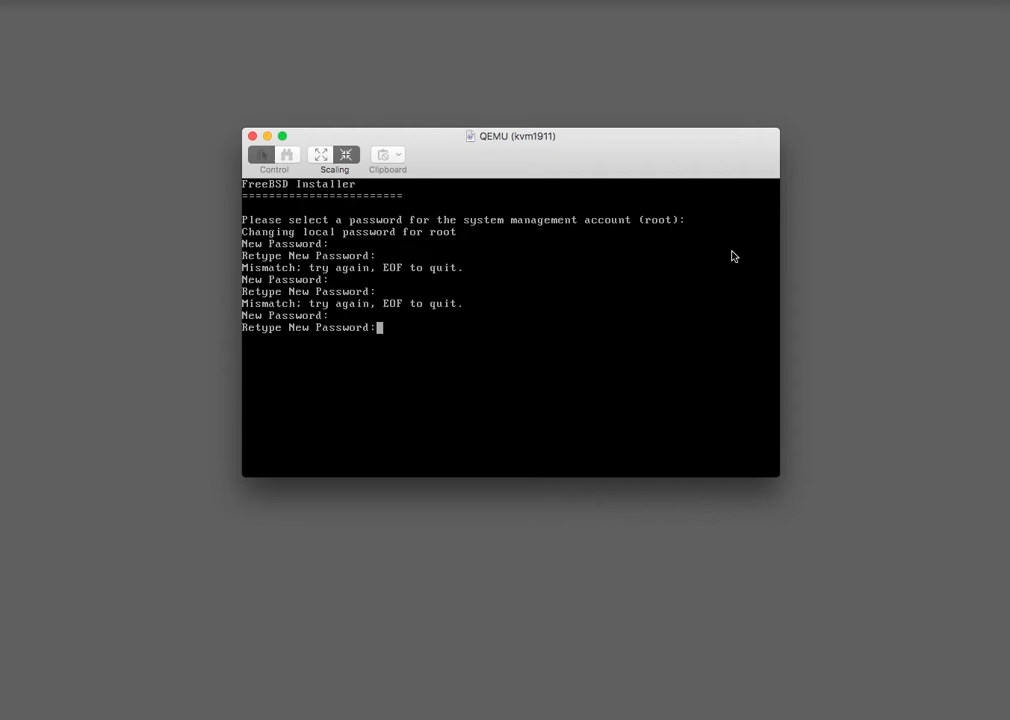 QEMU (kvm1911)
Control
Scaling
Clipboard
FreeBSD Installer
========================
Please select a password for the system management account (root):
Changing local password for root
New Password:
Retype New Password:
Mismatch; try again, EOF to quit.
New Password:
Retype New Password:
Mismatch; try again, EOF to quit.
New Password:
Retype New Password: